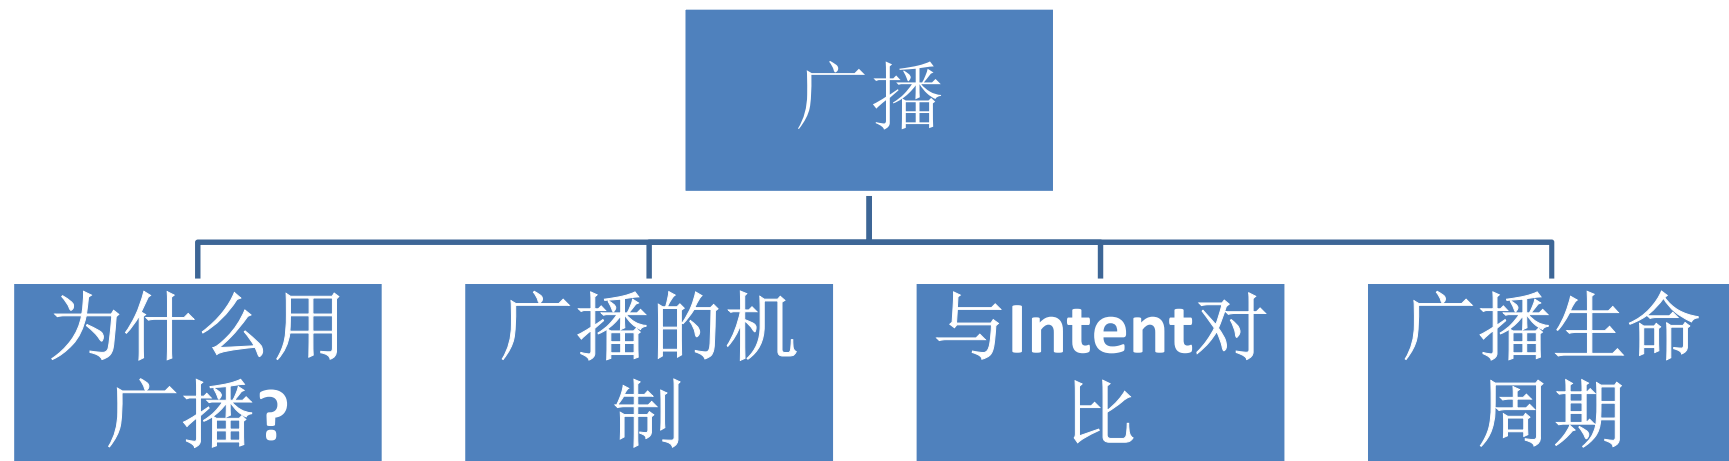 广播
为什么用
广播?
广播的机
制
与Intent对
比
广播生命
周期